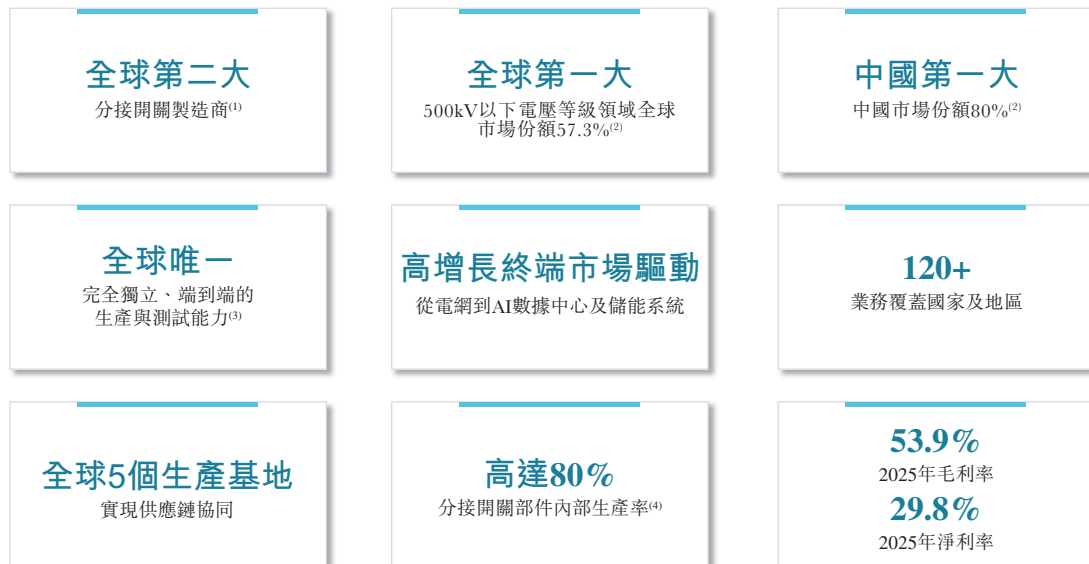 全球第二大
分接開關製造商(1)
全球第一大
500kV以下電壓等級領域全球
市場份額57.3%(2)
中國第一大
中國市場份額80%(2)
全球唯一
完全獨立、端到端的
生產與測試能力(3)
高增長終端市場驅動
從電網到AI數據中心及儲能系統
120+
業務覆蓋國家及地區
全球5個生產基地
實現供應鏈協同
高達80%
分接開關部件內部生產率(4)
53.9%
2025年毛利率
29.8%
2025年淨利率